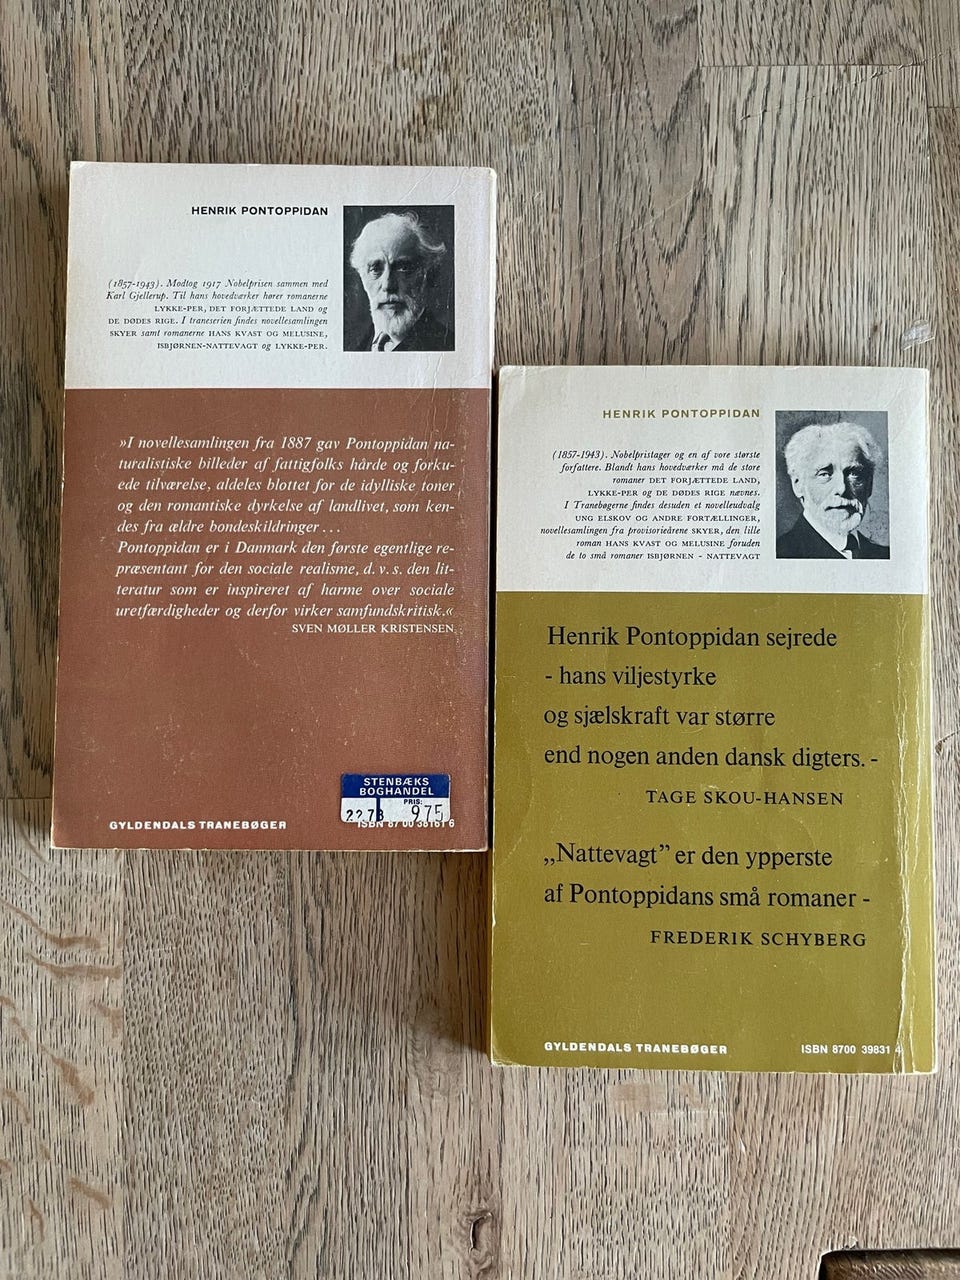 HENRIK PONTOPPIDAN
(1857-1943). Modtog 1917 Nobelprisen sammen med
Karl Gjellerup. Til hans hovedværker hører romanerne
LYKKE-PER, DET FORJÆTTEDE LAND og
DE DØDES RIGE. I traneserien findes novellesamlingen
SKYER samt romanerne HANS KVAST OG MELUSINE,
ISBJØRNEN-NATTEVAGT og LYKKE-PER.
»I novellesamlingen fra 1887 gav Pontoppidan na-
turalistiske billeder af fattigfolks hårde og forku-
ede tilværelse, aldeles blottet for de idylliske toner
og den romantiske dyrkelse af landlivet, som ken-
des fra ældre bondeskildringer...
Pontoppidan er i Danmark den første egentlige re-
præsentant for den sociale realisme, d.v.s. den lit-
teratur som er inspireret af harme over sociale
uretfærdigheder og derfor virker samfundskritisk.«
SVEN MØLLER KRISTENSEN
STENBÆKS
BOGHANDEL
PRIS:
2278 975
GYLDENDALS TRANEBØGER
ISBN 87 00 38161 6
HENRIK PONTOPPIDAN
(1857-1943). Nobelpristager og en af vore største
forfattere. Blandt hans hovedværker må de store
romaner DET FORJÆTTEDE LAND,
LYKKE-PER og DE DØDES RIGE nævnes.
I Tranebøgerne findes desuden et novelleudvalg
UNG ELSKOV OG ANDRE FORTÆLLINGER,
novellesamlingen fra provisorieårene SKYER, den lille
roman HANS KVAST OG MELUSINE foruden
de to små romaner ISBJØRNEN - NATTEVAGT
Henrik Pontoppidan sejrede
- hans viljestyrke
og sjælskraft var større
end nogen anden dansk digters. -
TAGE SKOU-HANSEN
„Nattevagt” er den ypperste
af Pontoppidans små romaner -
FREDERIK SCHYBERG
GYLDENDALS TRANEBØGER
ISBN 8700 39831 4